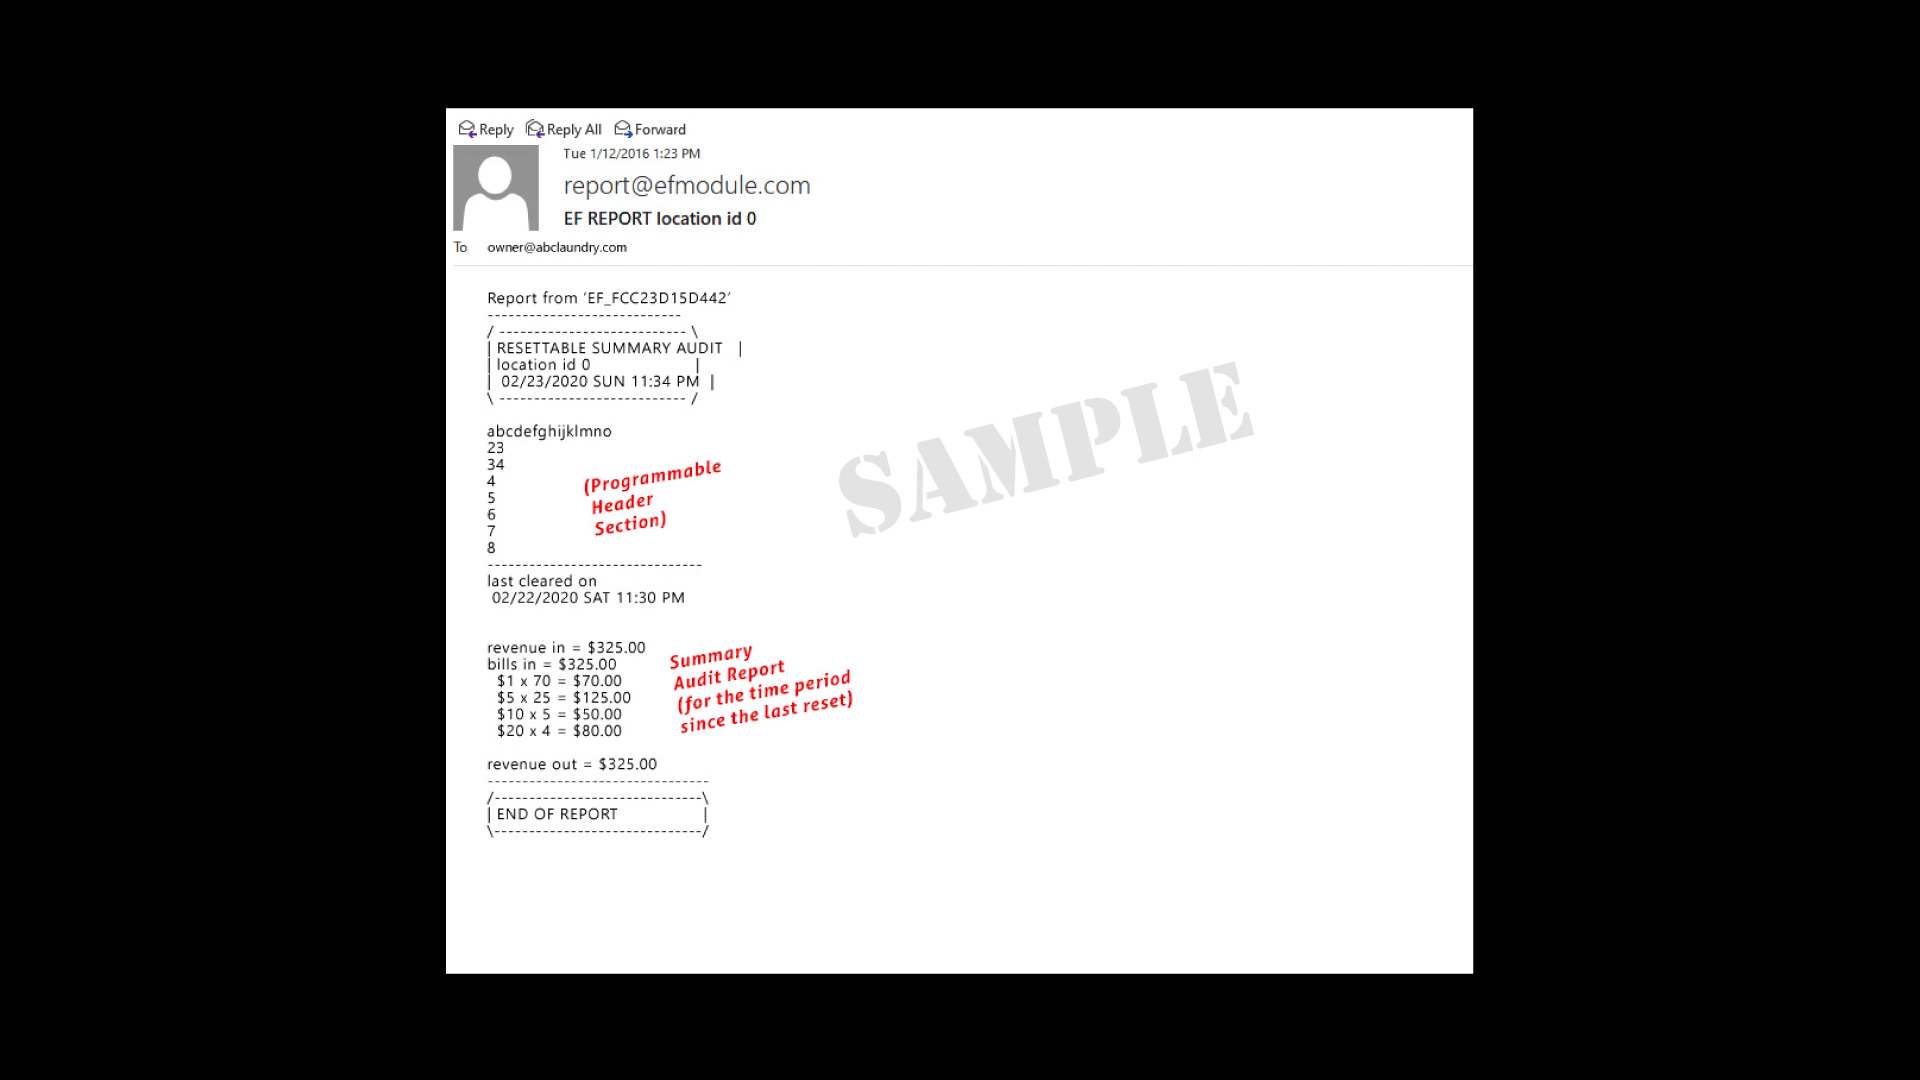 Reply Reply All Forward
Tue 1/12/2016 1:23 PM
report@efmodule.com
EF REPORT location id 0
To owner@abclaundry.com
Report from ‘EF_FCC23D15D442’
----------------------------
/ --------------------------- \
| RESETTABLE SUMMARY AUDIT |
| location id 0 |
| 02/23/2020 SUN 11:34 PM |
\ --------------------------- /
abcdefghijklmno
23
34
4
5
6
7
8
(Programmable
Header
Section)
SAMPLE
-------------------------------
last cleared on
02/22/2020 SAT 11:30 PM
revenue in = $325.00
bills in = $325.00
$1 x 70 = $70.00
$5 x 25 = $125.00
$10 x 5 = $50.00
$20 x 4 = $80.00
Summary
Audit Report
(for the time period
since the last reset)
revenue out = $325.00
--------------------------------
/------------------------------\
| END OF REPORT |
\------------------------------/